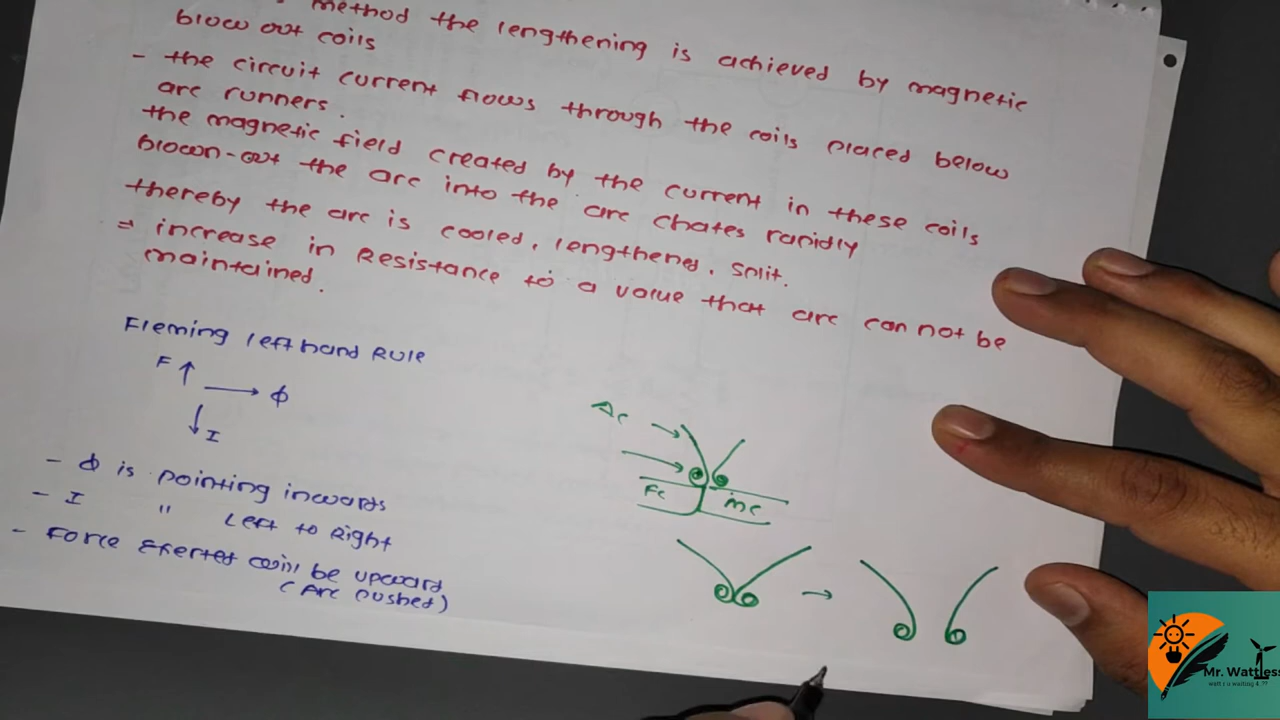 method the lengthening is achieved by magnetic
blow out coils
- the circuit current flows through the coils placed below
arc runners.
the magnetic field created by the current in these coils
blown-out the arc into the arc chutes rapidly
thereby the arc is cooled, lengthened, split.
⇒ increase in Resistance to a value that arc can not be
maintained.
Fleming left hand Rule
F ↑
→ ϕ
↓ I
- ϕ is pointing inwards
- I " Left to Right
- Force Exerted will be upward
(Arc pushed)
Ac →
Fc mc
→
Mr. Wattless
watt r u waiting 4 ??